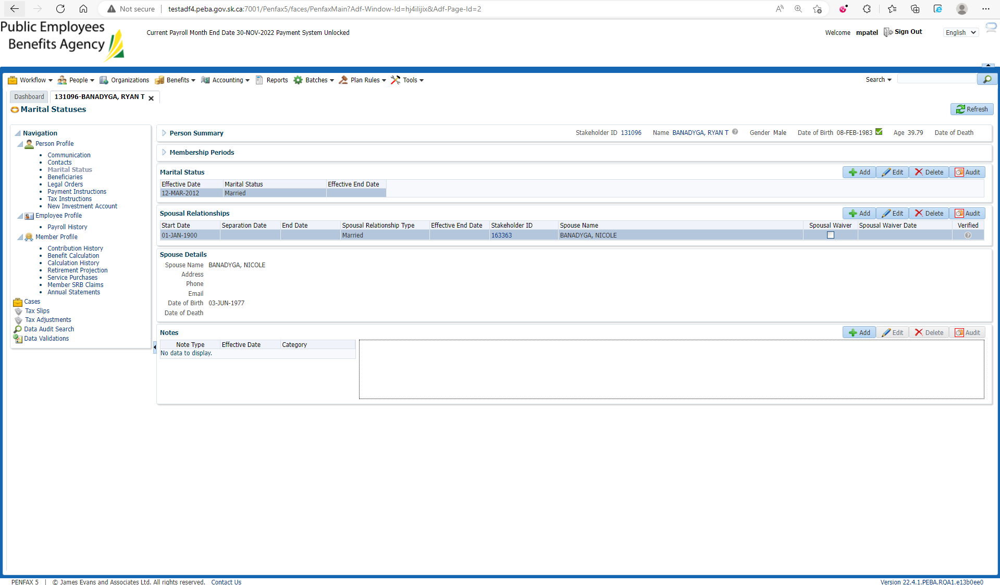 Not secure | testadf4.peba.gov.sk.ca:7001/Penfax5/faces/PenfaxMain?Adf-Window-Id=hj4ilijix&Adf-Page-Id=2
Public Employees
Benefits Agency
Current Payroll Month End Date 30-NOV-2022 Payment System Unlocked
Welcome mpatel Sign Out English
Workflow People Organizations Benefits Accounting Reports Batches Plan Rules Tools Search
Dashboard 131096-BANADYGA, RYAN T
Marital Statuses
Refresh
Navigation
Person Profile
Communication
Contacts
Marital Status
Beneficiaries
Legal Orders
Payment Instructions
Tax Instructions
New Investment Account
Employee Profile
Payroll History
Member Profile
Contribution History
Benefit Calculation
Calculation History
Retirement Projection
Service Purchases
Member SRB Claims
Annual Statements
Cases
Tax Slips
Tax Adjustments
Data Audit Search
Data Validations
Person Summary Stakeholder ID 131096 Name BANADYGA, RYAN T Gender Male Date of Birth 08-FEB-1983 Age 39.79 Date of Death
Membership Periods
Marital Status Add Edit Delete Audit
Effective Date Marital Status Effective End Date
12-MAR-2012 Married
Spousal Relationships Add Edit Delete Audit
Start Date Separation Date End Date Spousal Relationship Type Effective End Date Stakeholder ID Spouse Name Spousal Waiver Spousal Waiver Date Verified
01-JAN-1900 Married 163363 BANADYGA, NICOLE
Spouse Details
Spouse Name BANADYGA, NICOLE
Address
Phone
Email
Date of Birth 03-JUN-1977
Date of Death
Notes Add Edit Delete Audit
Note Type Effective Date Category
No data to display.
PENFAX 5 | © James Evans and Associates Ltd. All rights reserved. Contact Us
Version 22.4.1.PEBA.RQA1.e13b0ee0